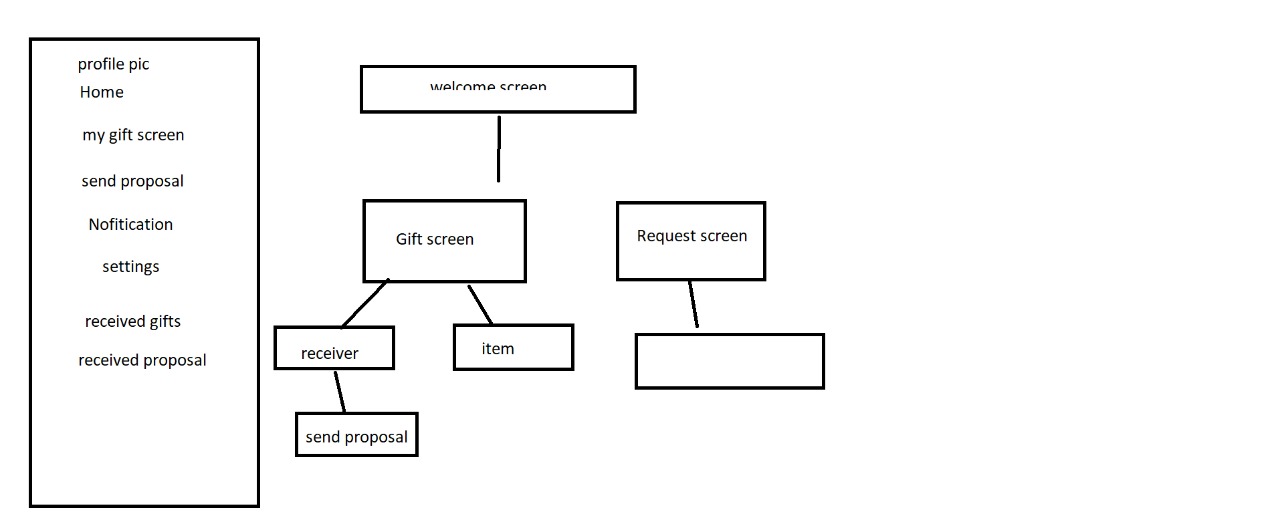 profile pic
Home
my gift screen
send proposal
Nofitication
settings
received gifts
received proposal
welcome screen
Gift screen
Request screen
receiver
item
send proposal